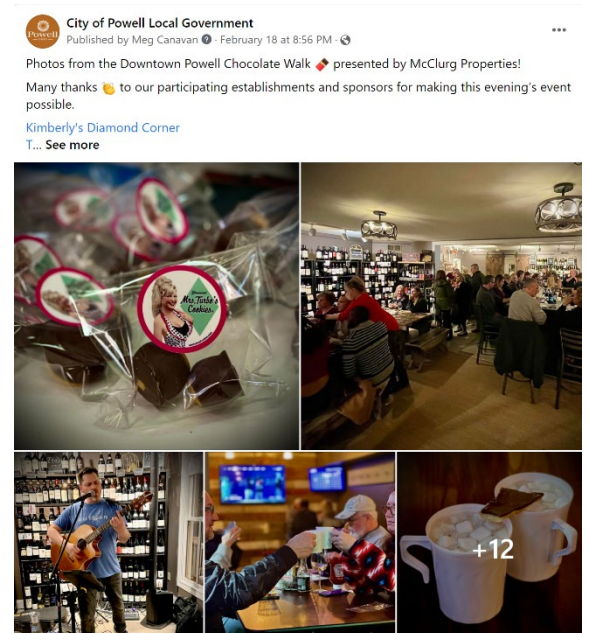 City of Powell Local Government
Powell
Published by Meg Canavan · February 18 at 8:56 PM ·
Photos from the Downtown Powell Chocolate Walk 🍫 presented by McClurg Properties!
Many thanks 👏 to our participating establishments and sponsors for making this evening's event
possible.
Kimberly's Diamond Corner
T... See more
Mrs. Turbo's
Cookies
+12